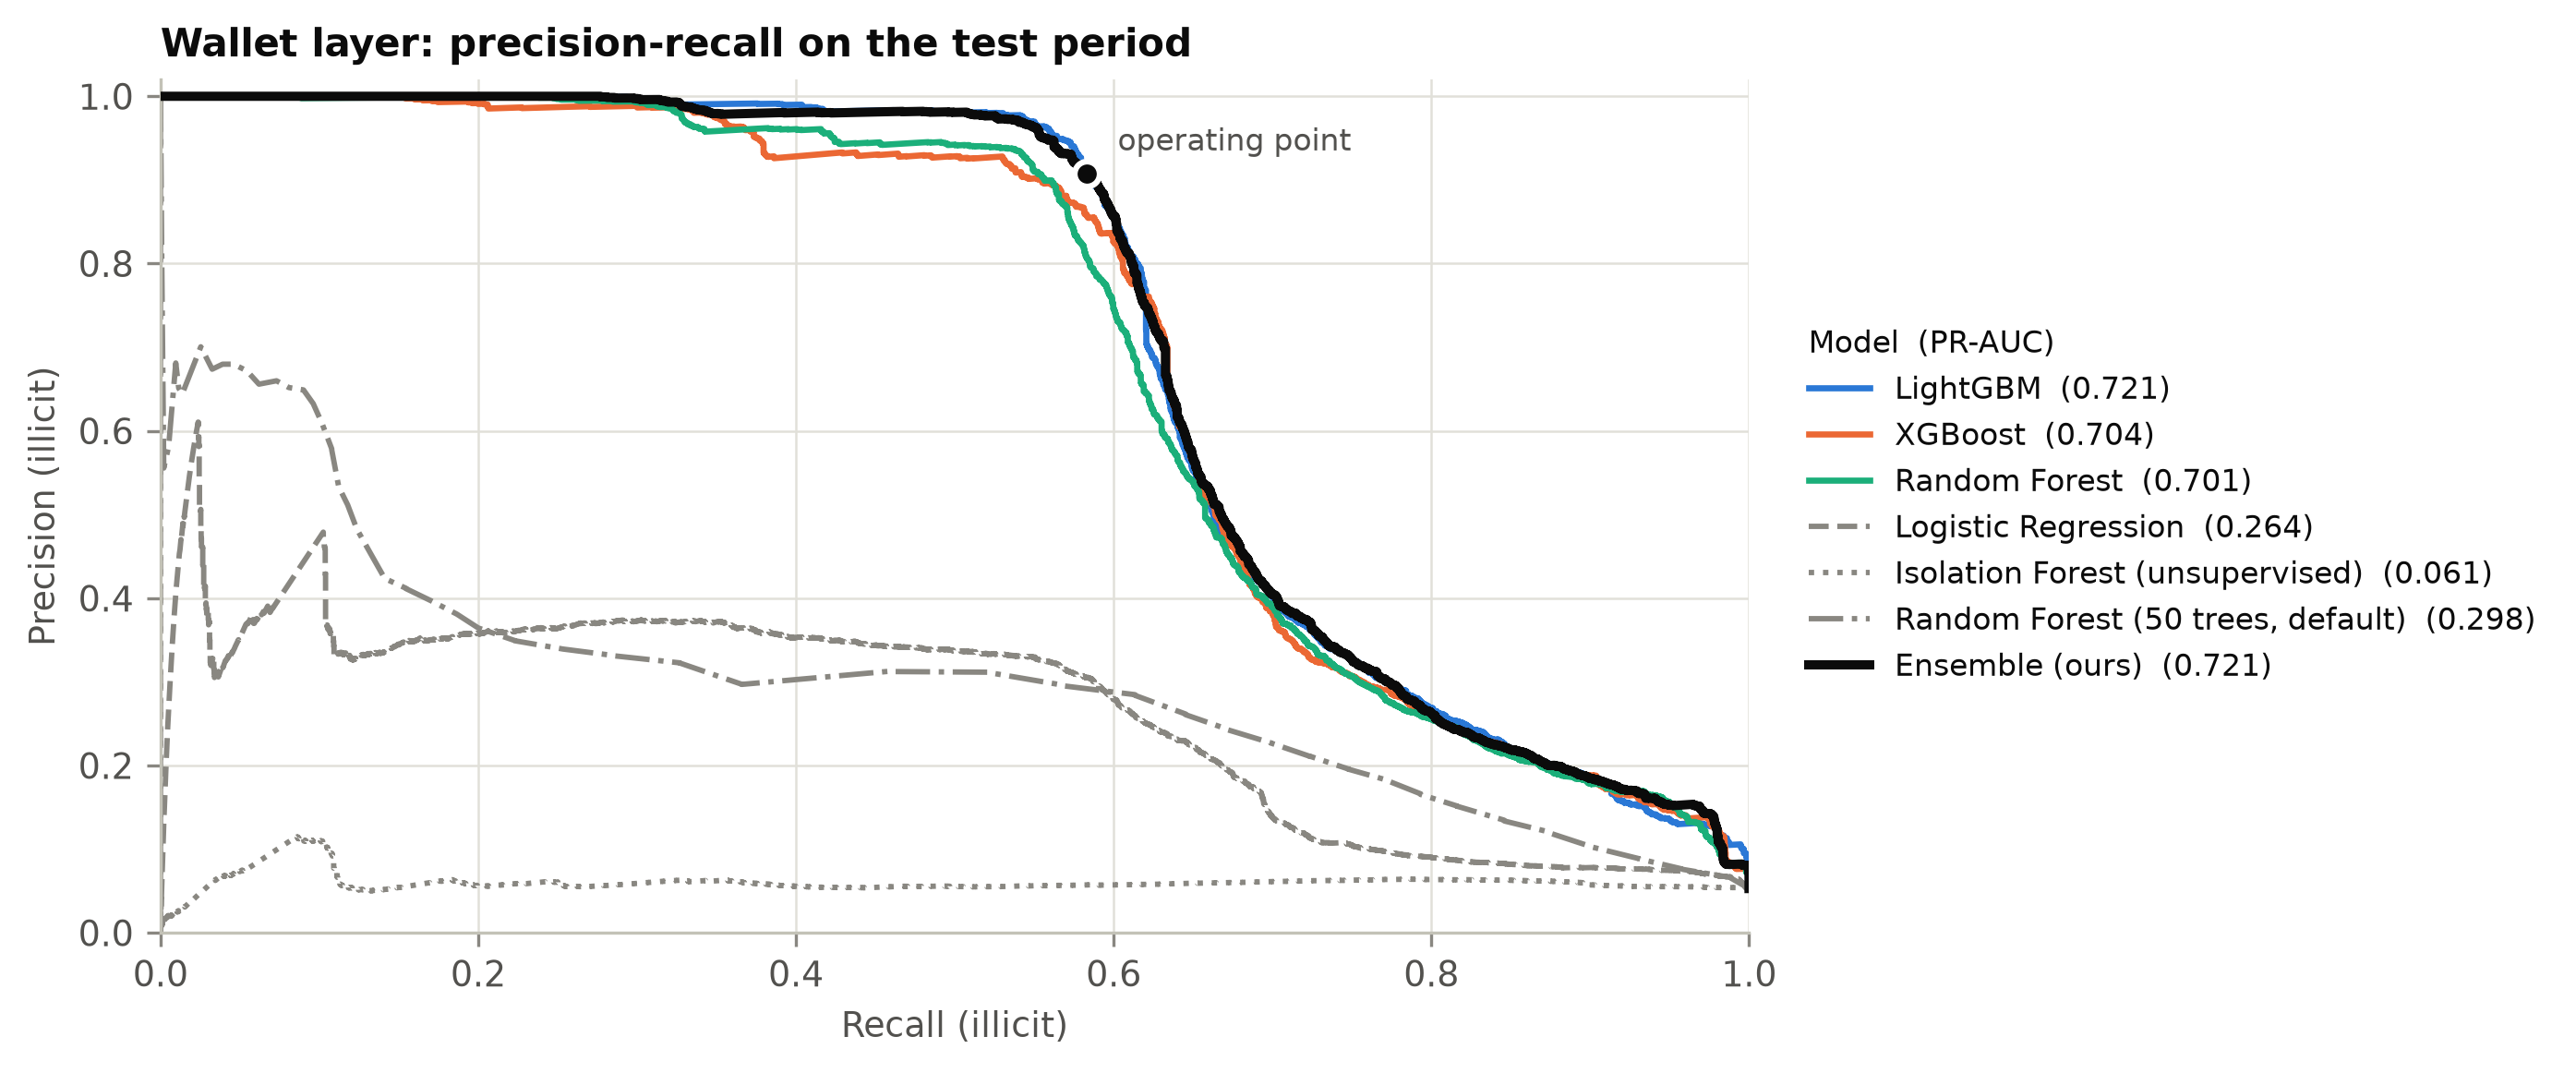 Wallet layer: precision-recall on the test period
1.0
0.8
0.6
0.4
0.2
0.0
Precision (illicit)
operating point
0.0 0.2 0.4 0.6 0.8 1.0
Recall (illicit)
Model (PR-AUC)
LightGBM (0.721)
XGBoost (0.704)
Random Forest (0.701)
Logistic Regression (0.264)
Isolation Forest (unsupervised) (0.061)
Random Forest (50 trees, default) (0.298)
Ensemble (ours) (0.721)